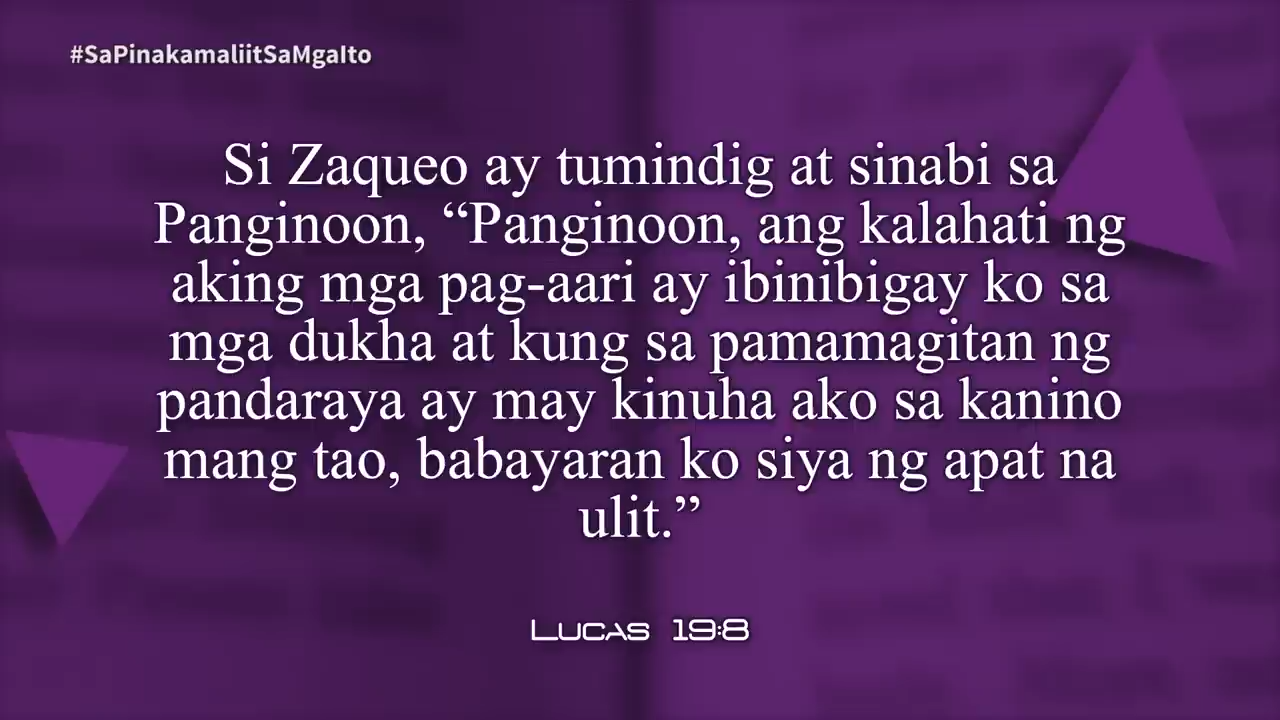 #SaPinakamaliitSaMgaIto
Si Zaqueo ay tumindig at sinabi sa
Panginoon, “Panginoon, ang kalahati ng
aking mga pag-aari ay ibinibigay ko sa
mga dukha at kung sa pamamagitan ng
pandaraya ay may kinuha ako sa kanino
mang tao, babayaran ko siya ng apat na
ulit.”
Lucas 19:8